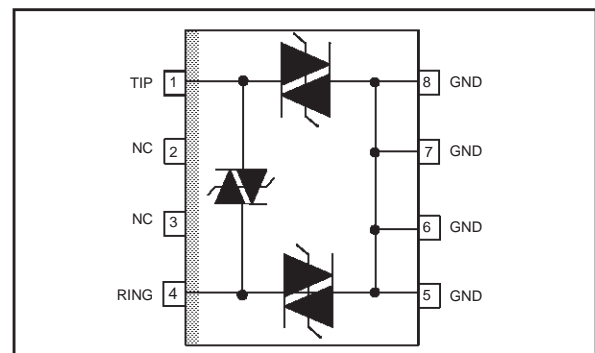 TIP 1 8 GND
NC 2 7 GND
NC 3 6 GND
RING 4 5 GND